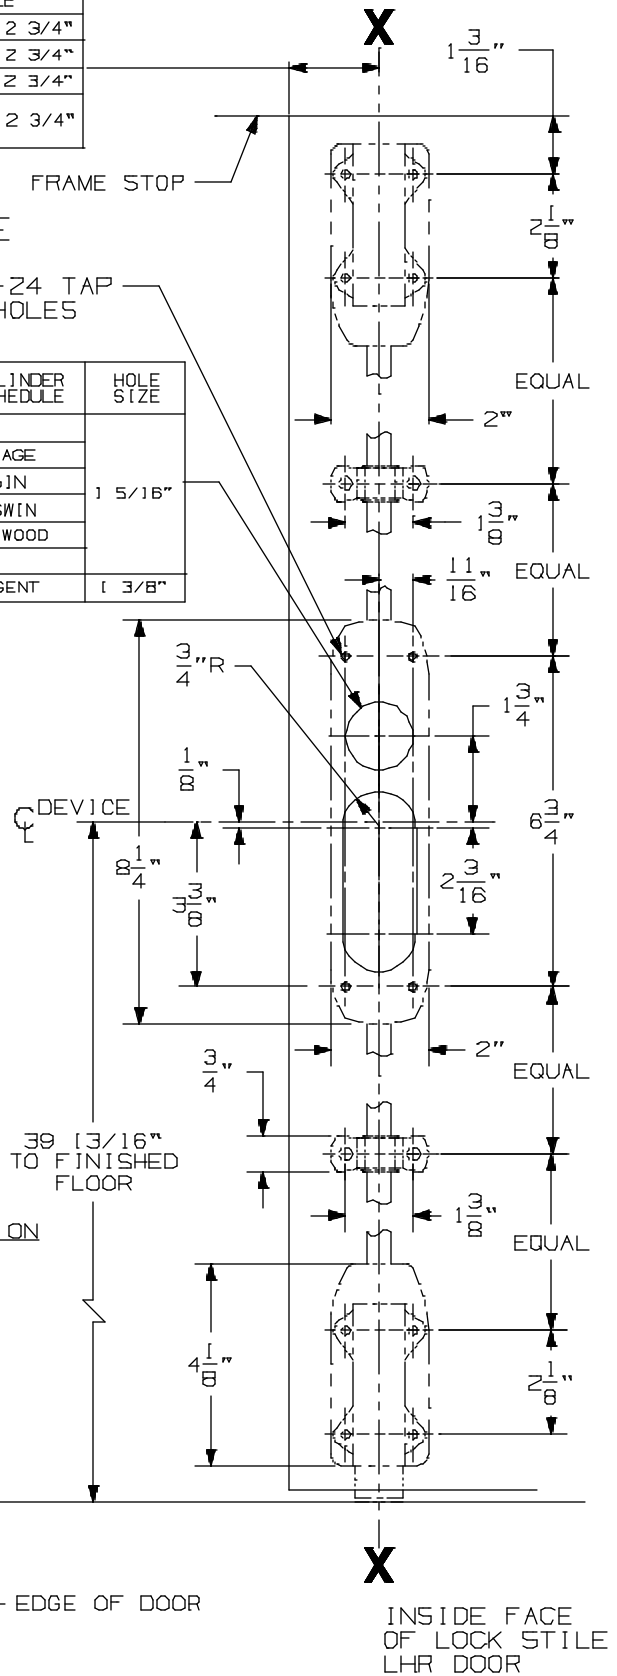 LE
2 3/4"
2 3/4"
2 3/4"
2 3/4"
X
1 3/16"
FRAME STOP
2 1/8"
E
-24 TAP
HOLES
EQUAL
LINDER
HEDULE
HOLE
SIZE
2"
AGE
GIN
SWIN
WOOD
1 5/16"
1 3/8"
GENT
1 3/8"
11/16"
EQUAL
3/4"R
1 3/4"
1/8"
DEVICE
8 1/4"
3 3/8"
2 3/16"
6 3/4"
3/4"
2"
EQUAL
39 13/16"
TO FINISHED
FLOOR
1 3/8"
ON
EQUAL
4 1/8"
2 1/8"
X
EDGE OF DOOR
INSIDE FACE
OF LOCK STILE
LHR DOOR